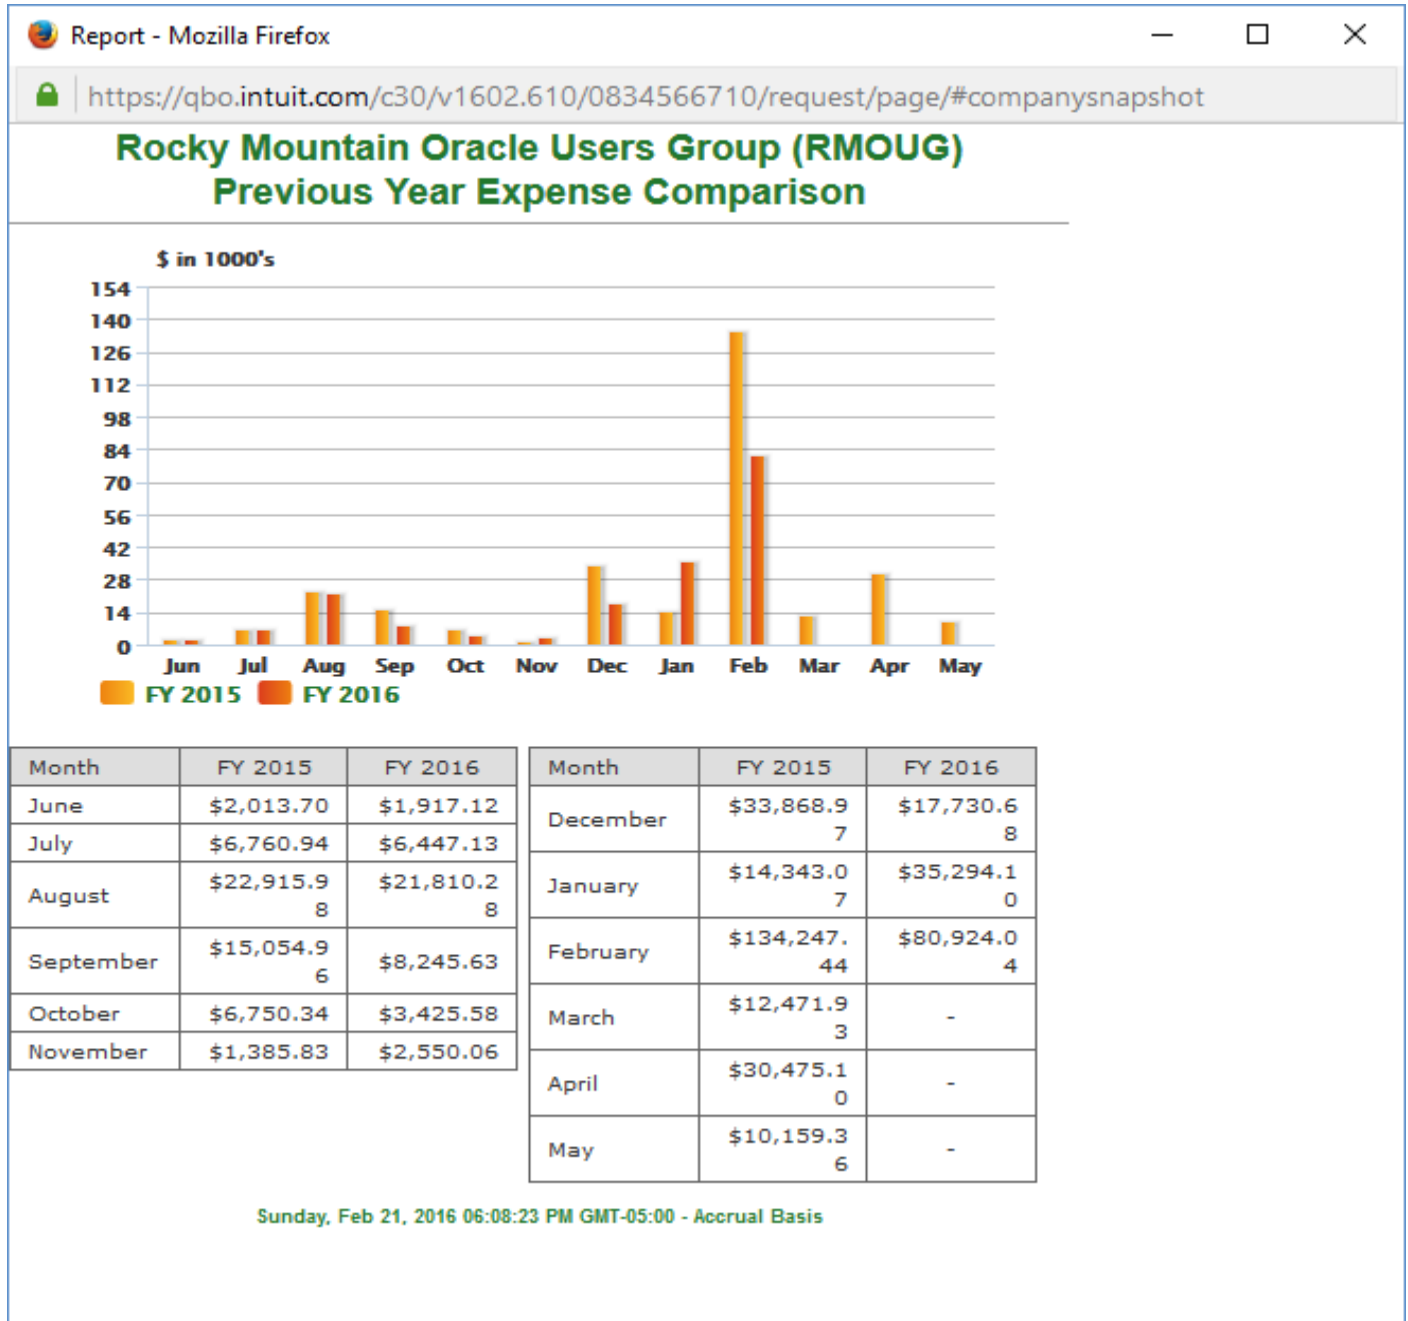 Report - Mozilla Firefox
https://qbo.intuit.com/c30/v1602.610/0834566710/request/page/#companysnapshot
Rocky Mountain Oracle Users Group (RMOUG)
Previous Year Expense Comparison
$ in 1000's
154
140
126
112
98
84
70
56
42
28
14
0
Jun Jul Aug Sep Oct Nov Dec Jan Feb Mar Apr May
FY 2015 FY 2016
Month FY 2015 FY 2016
June $2,013.70 $1,917.12
July $6,760.94 $6,447.13
August $22,915.9 $21,810.2
8 8
September $15,054.9 $8,245.63
6
October $6,750.34 $3,425.58
November $1,385.83 $2,550.06
Month FY 2015 FY 2016
December $33,868.9 $17,730.6
7 8
January $14,343.0 $35,294.1
7 0
February $134,247. $80,924.0
44 4
March $12,471.9 -
3
April $30,475.1 -
0
May $10,159.3 -
6
Sunday, Feb 21, 2016 06:08:23 PM GMT-05:00 - Accrual Basis